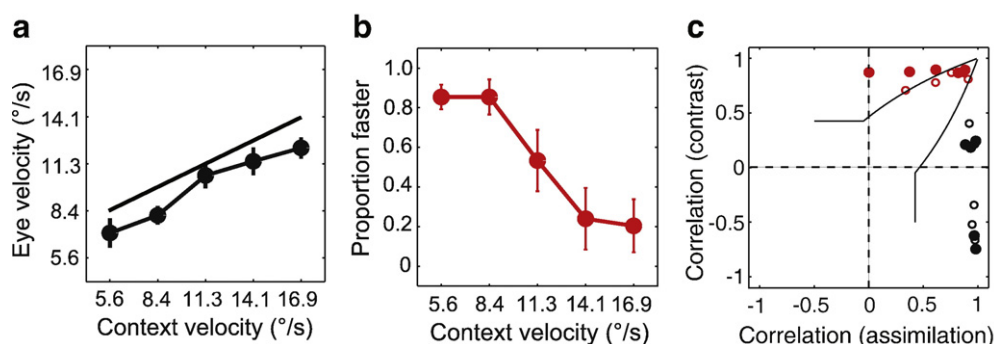 a
Eye velocity (°/s)
16.9
14.1
11.3
8.4
5.6
5.6 8.4 11.3 14.1 16.9
Context velocity (°/s)
b
Proportion faster
1.0
0.8
0.6
0.4
0.2
0
5.6 8.4 11.3 14.1 16.9
Context velocity (°/s)
c
Correlation (contrast)
1
0.5
0
-0.5
-1
-1 -0.5 0 0.5 1
Correlation (assimilation)